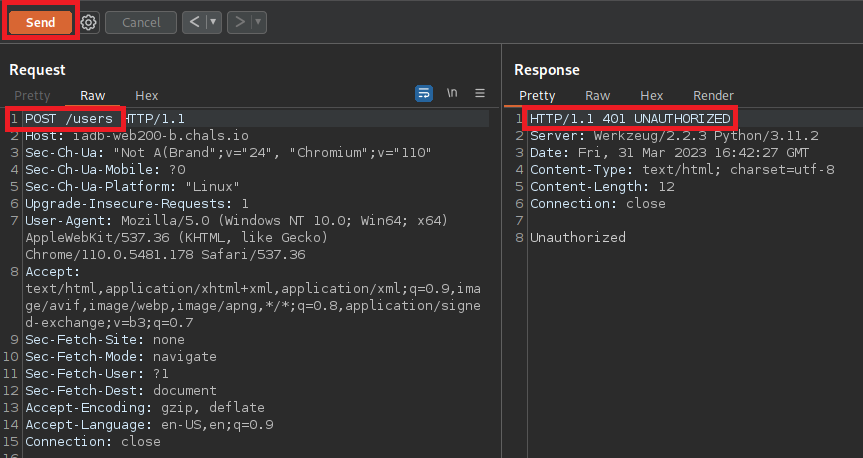 Send Cancel < ▼ > ▼
Request
Pretty Raw Hex \n ≡
1 POST /users HTTP/1.1
2 Host: iadb-web200-b.chals.io
3 Sec-Ch-Ua: "Not A(Brand";v="24", "Chromium";v="110"
4 Sec-Ch-Ua-Mobile: ?0
5 Sec-Ch-Ua-Platform: "Linux"
6 Upgrade-Insecure-Requests: 1
7 User-Agent: Mozilla/5.0 (Windows NT 10.0; Win64; x64)
AppleWebKit/537.36 (KHTML, like Gecko)
Chrome/110.0.5481.178 Safari/537.36
8 Accept:
text/html,application/xhtml+xml,application/xml;q=0.9,ima
ge/avif,image/webp,image/apng,*/*;q=0.8,application/signe
d-exchange;v=b3;q=0.7
9 Sec-Fetch-Site: none
10 Sec-Fetch-Mode: navigate
11 Sec-Fetch-User: ?1
12 Sec-Fetch-Dest: document
13 Accept-Encoding: gzip, deflate
14 Accept-Language: en-US,en;q=0.9
15 Connection: close
16
Response
Pretty Raw Hex Render
1 HTTP/1.1 401 UNAUTHORIZED
2 Server: Werkzeug/2.2.3 Python/3.11.2
3 Date: Fri, 31 Mar 2023 16:42:27 GMT
4 Content-Type: text/html; charset=utf-8
5 Content-Length: 12
6 Connection: close
7
8 Unauthorized